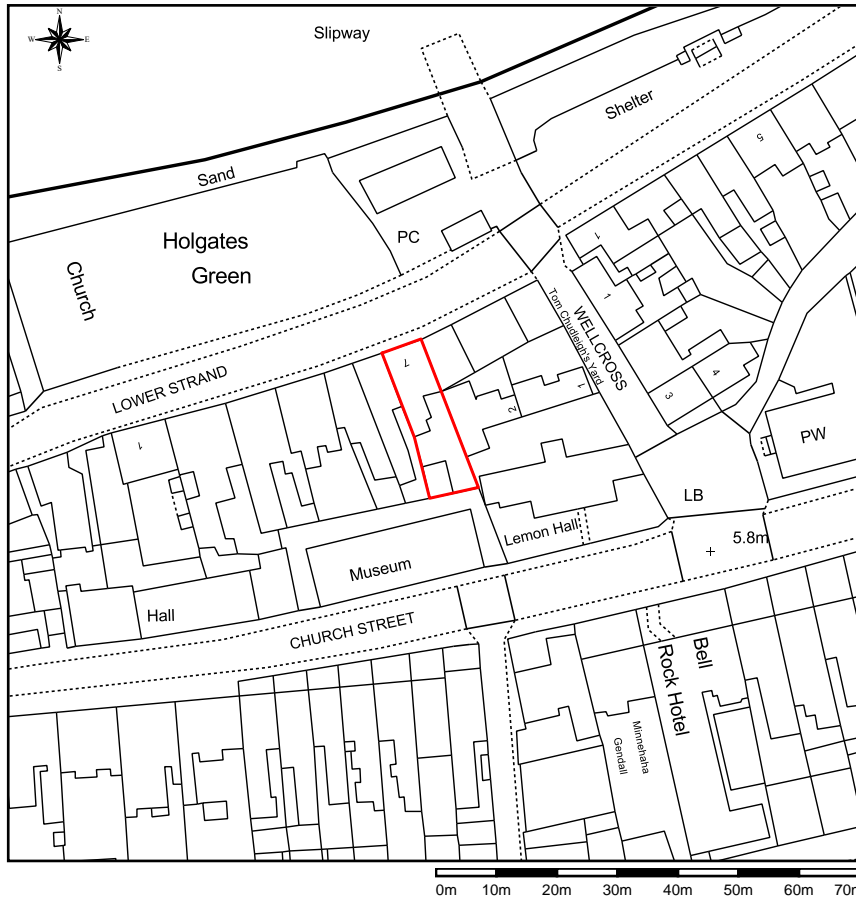 N
W
E
S
Slipway
Shelter
5
Sand
Holgates
Green
PC
Church
1
1
Tom Chudleigh's Yard
WELLCROSS
7
LOWER STRAND
4
3
1
2
1
PW
LB
Lemon Hall
5.8m
Museum
Hall
CHURCH STREET
Bell
Rock Hotel
Minnehaha
Gendall
0m
10m
20m
30m
40m
50m
60m
70m